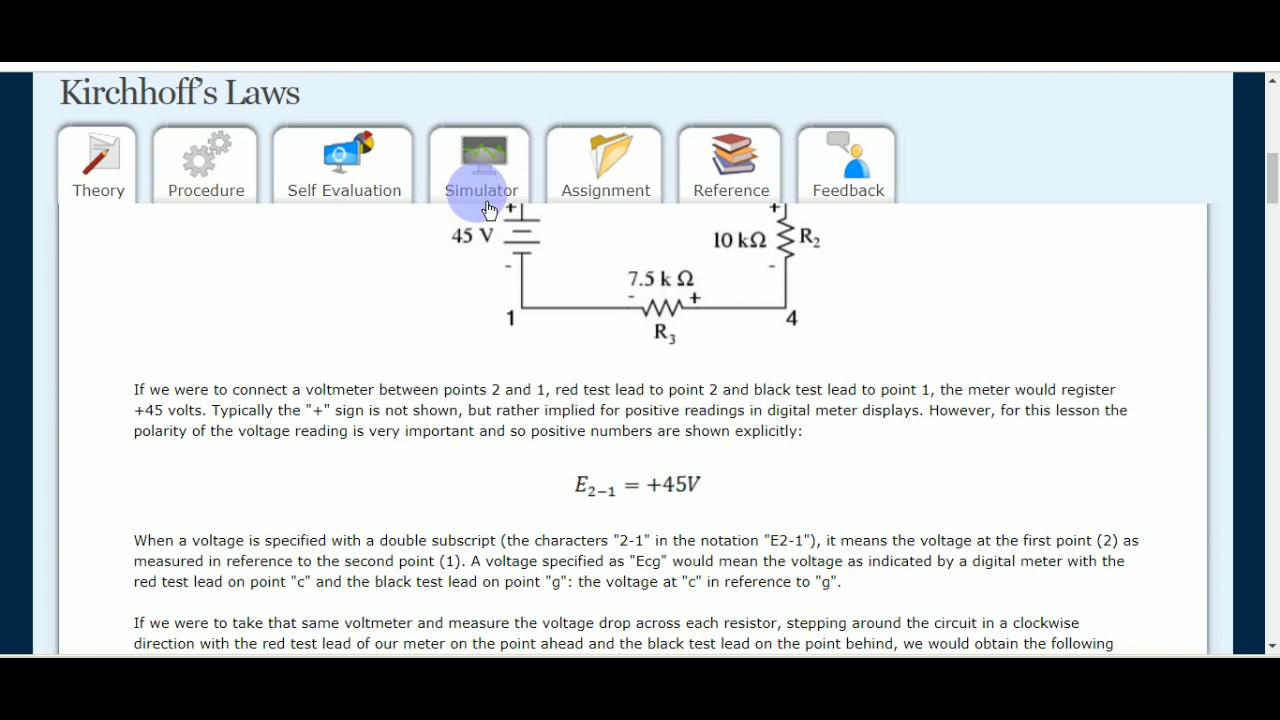 Kirchhoff's Laws
Theory
Procedure
Self Evaluation
Simulator
Assignment
Reference
Feedback
+
+
45 V
10 kΩ
R2
-
-
7.5 k Ω
-
+
1
4
R3
If we were to connect a voltmeter between points 2 and 1, red test lead to point 2 and black test lead to point 1, the meter would register
+45 volts. Typically the "+" sign is not shown, but rather implied for positive readings in digital meter displays. However, for this lesson the
polarity of the voltage reading is very important and so positive numbers are shown explicitly:
E2−1 = +45V
When a voltage is specified with a double subscript (the characters "2-1" in the notation "E2-1"), it means the voltage at the first point (2) as
measured in reference to the second point (1). A voltage specified as "Ecg" would mean the voltage as indicated by a digital meter with the
red test lead on point "c" and the black test lead on point "g": the voltage at "c" in reference to "g".
If we were to take that same voltmeter and measure the voltage drop across each resistor, stepping around the circuit in a clockwise
direction with the red test lead of our meter on the point ahead and the black test lead on the point behind, we would obtain the following